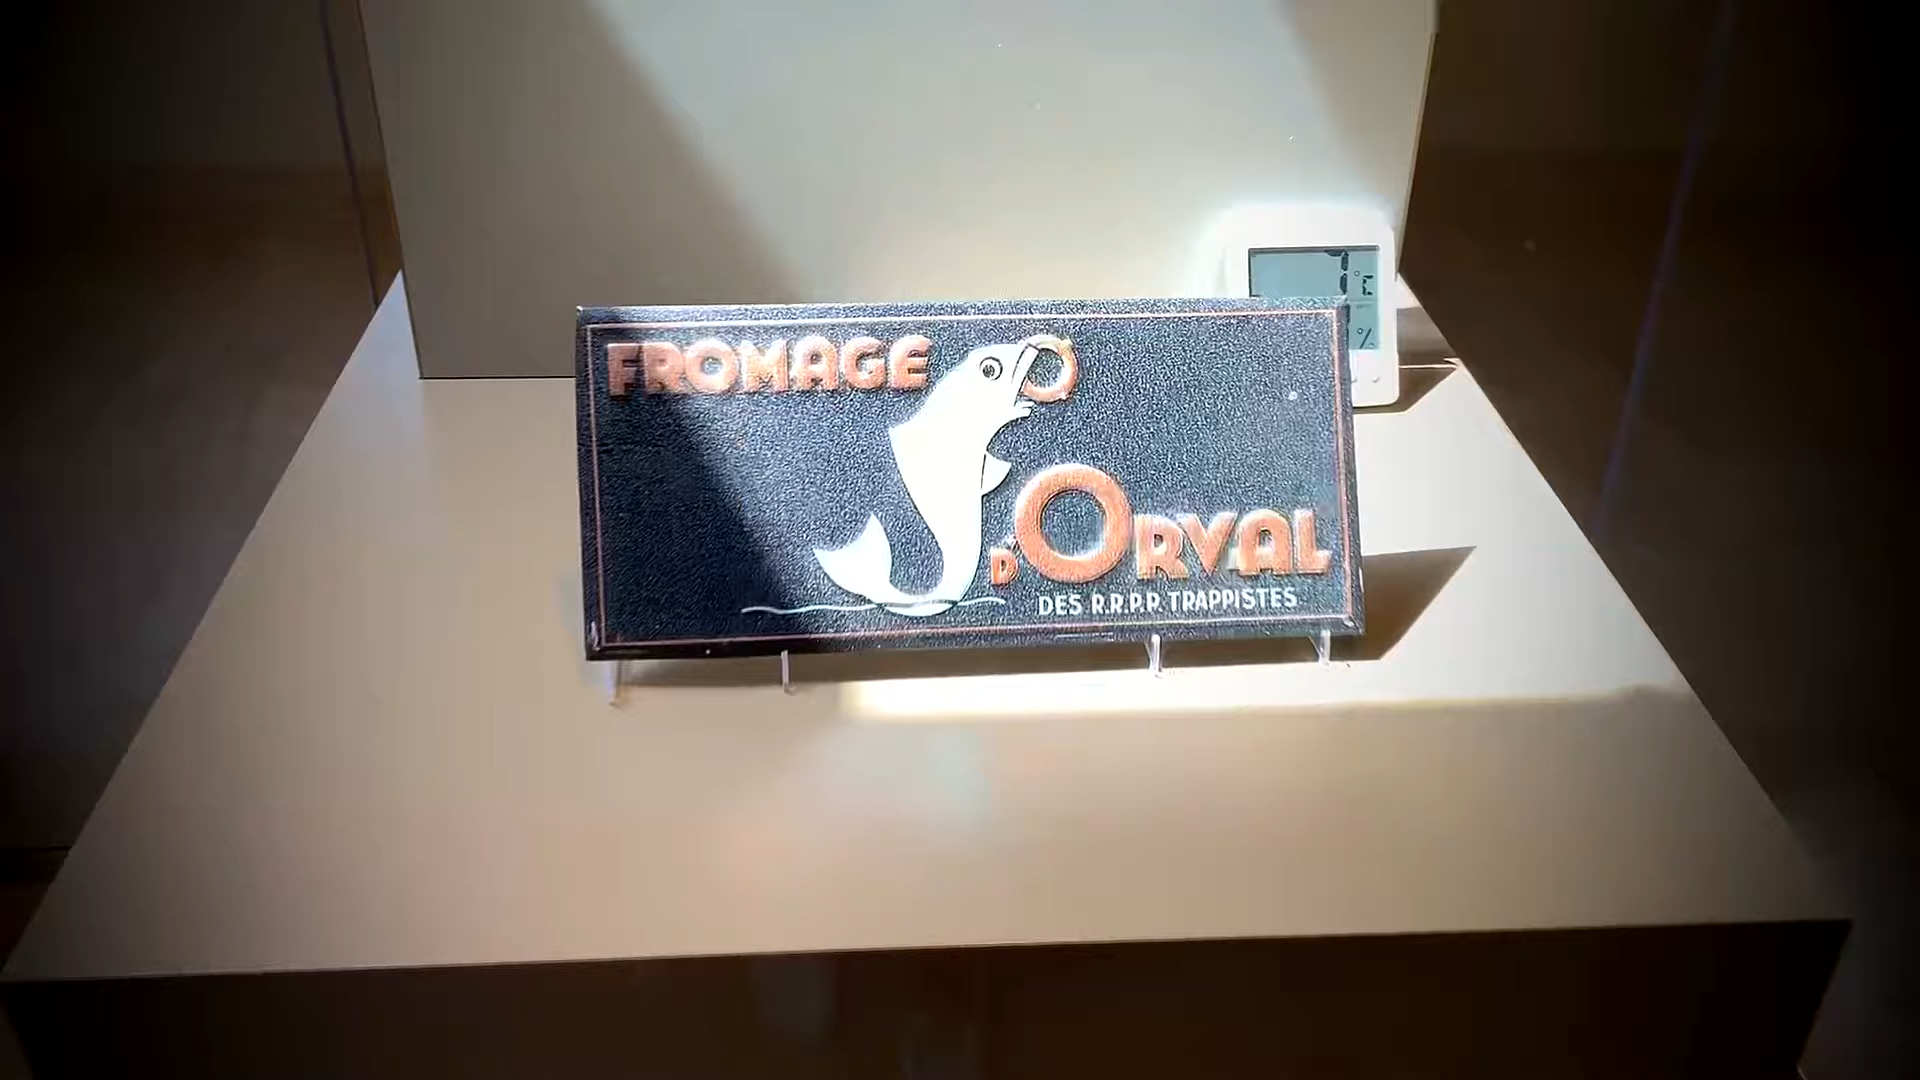 FROMAGE
D'ORVAL
DES R.R.P.P. TRAPPISTES